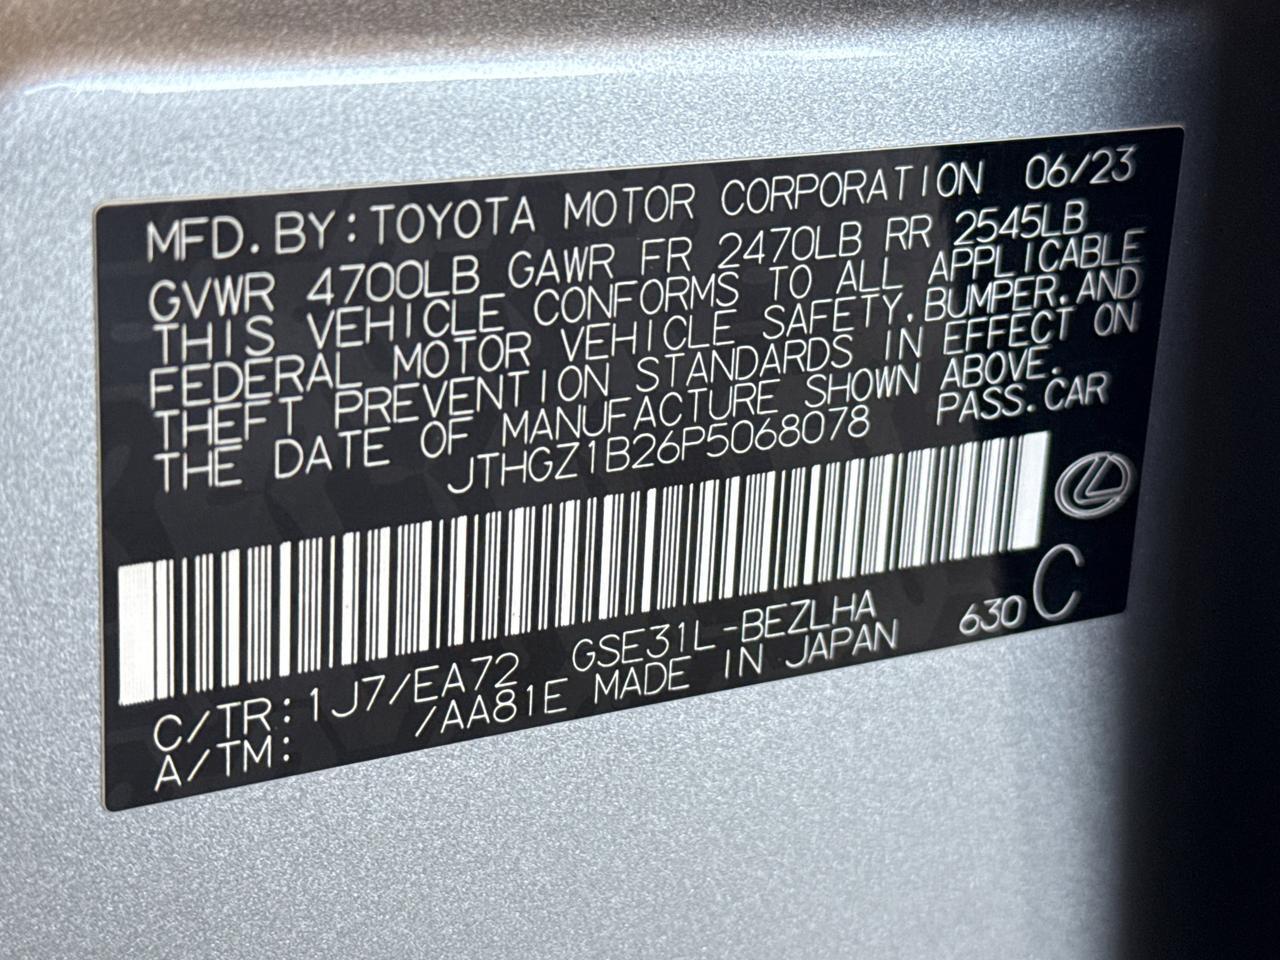 MFD. BY: TOYOTA MOTOR CORPORATION 06/23
GVWR 4700LB GAWR FR 2470LB RR 2545LB
THIS VEHICLE CONFORMS TO ALL APPLICABLE
FEDERAL MOTOR VEHICLE SAFETY, BUMPER, AND
THEFT PREVENTION STANDARDS IN EFFECT ON
THE DATE OF MANUFACTURE SHOWN ABOVE.
JTHGZ1B26P5068078 PASS. CAR
C/TR: 1J7/EA72 GSE31L-BEZLHA 630 C
A/TM: /AA81E MADE IN JAPAN